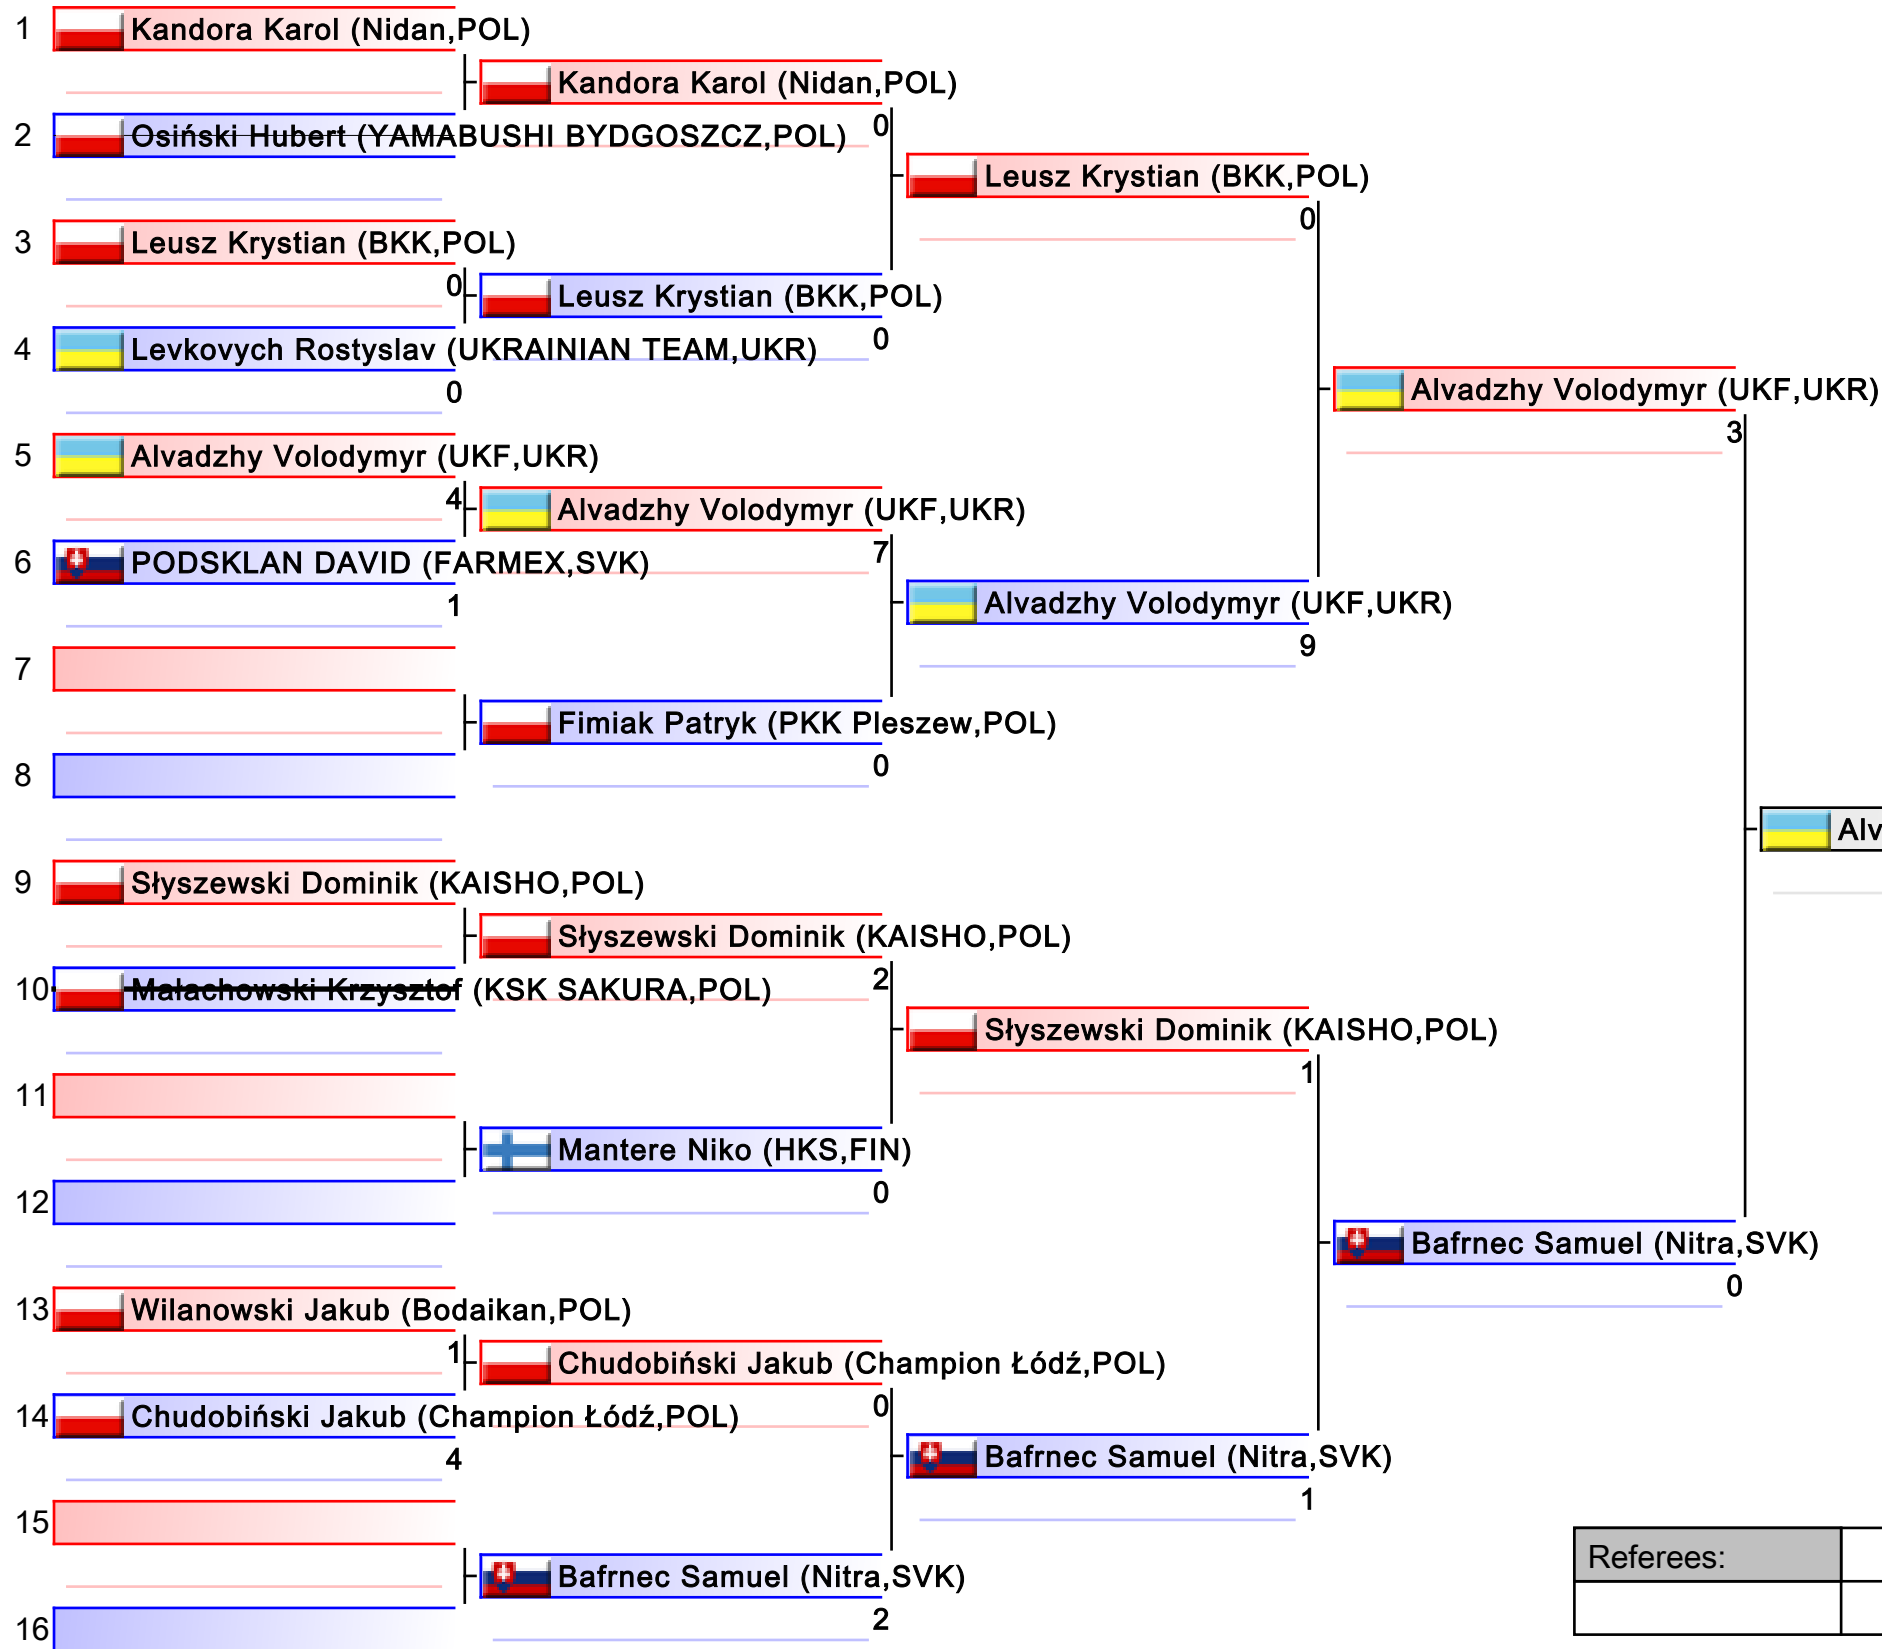 1 Kandora Karol (Nidan,POL)
Kandora Karol (Nidan,POL)
0
2 Osiński Hubert (YAMABUSHI BYDGOSZCZ,POL)
Leusz Krystian (BKK,POL)
0
3 Leusz Krystian (BKK,POL)
0
Leusz Krystian (BKK,POL)
0
4 Levkovych Rostyslav (UKRAINIAN TEAM,UKR)
0
Alvadzhy Volodymyr (UKF,UKR)
3
5 Alvadzhy Volodymyr (UKF,UKR)
4
Alvadzhy Volodymyr (UKF,UKR)
7
6 PODSKLAN DAVID (FARMEX,SVK)
1
Alvadzhy Volodymyr (UKF,UKR)
9
7
Fimiak Patryk (PKK Pleszew,POL)
0
8
Alv
9 Słyszewski Dominik (KAISHO,POL)
Słyszewski Dominik (KAISHO,POL)
2
10 Małachowski Krzysztof (KSK SAKURA,POL)
Słyszewski Dominik (KAISHO,POL)
1
11
Mantere Niko (HKS,FIN)
0
12
Bafrnec Samuel (Nitra,SVK)
0
13 Wilanowski Jakub (Bodaikan,POL)
1
Chudobiński Jakub (Champion Łódź,POL)
0
14 Chudobiński Jakub (Champion Łódź,POL)
4
Bafrnec Samuel (Nitra,SVK)
1
15
Bafrnec Samuel (Nitra,SVK)
2
16
Referees: